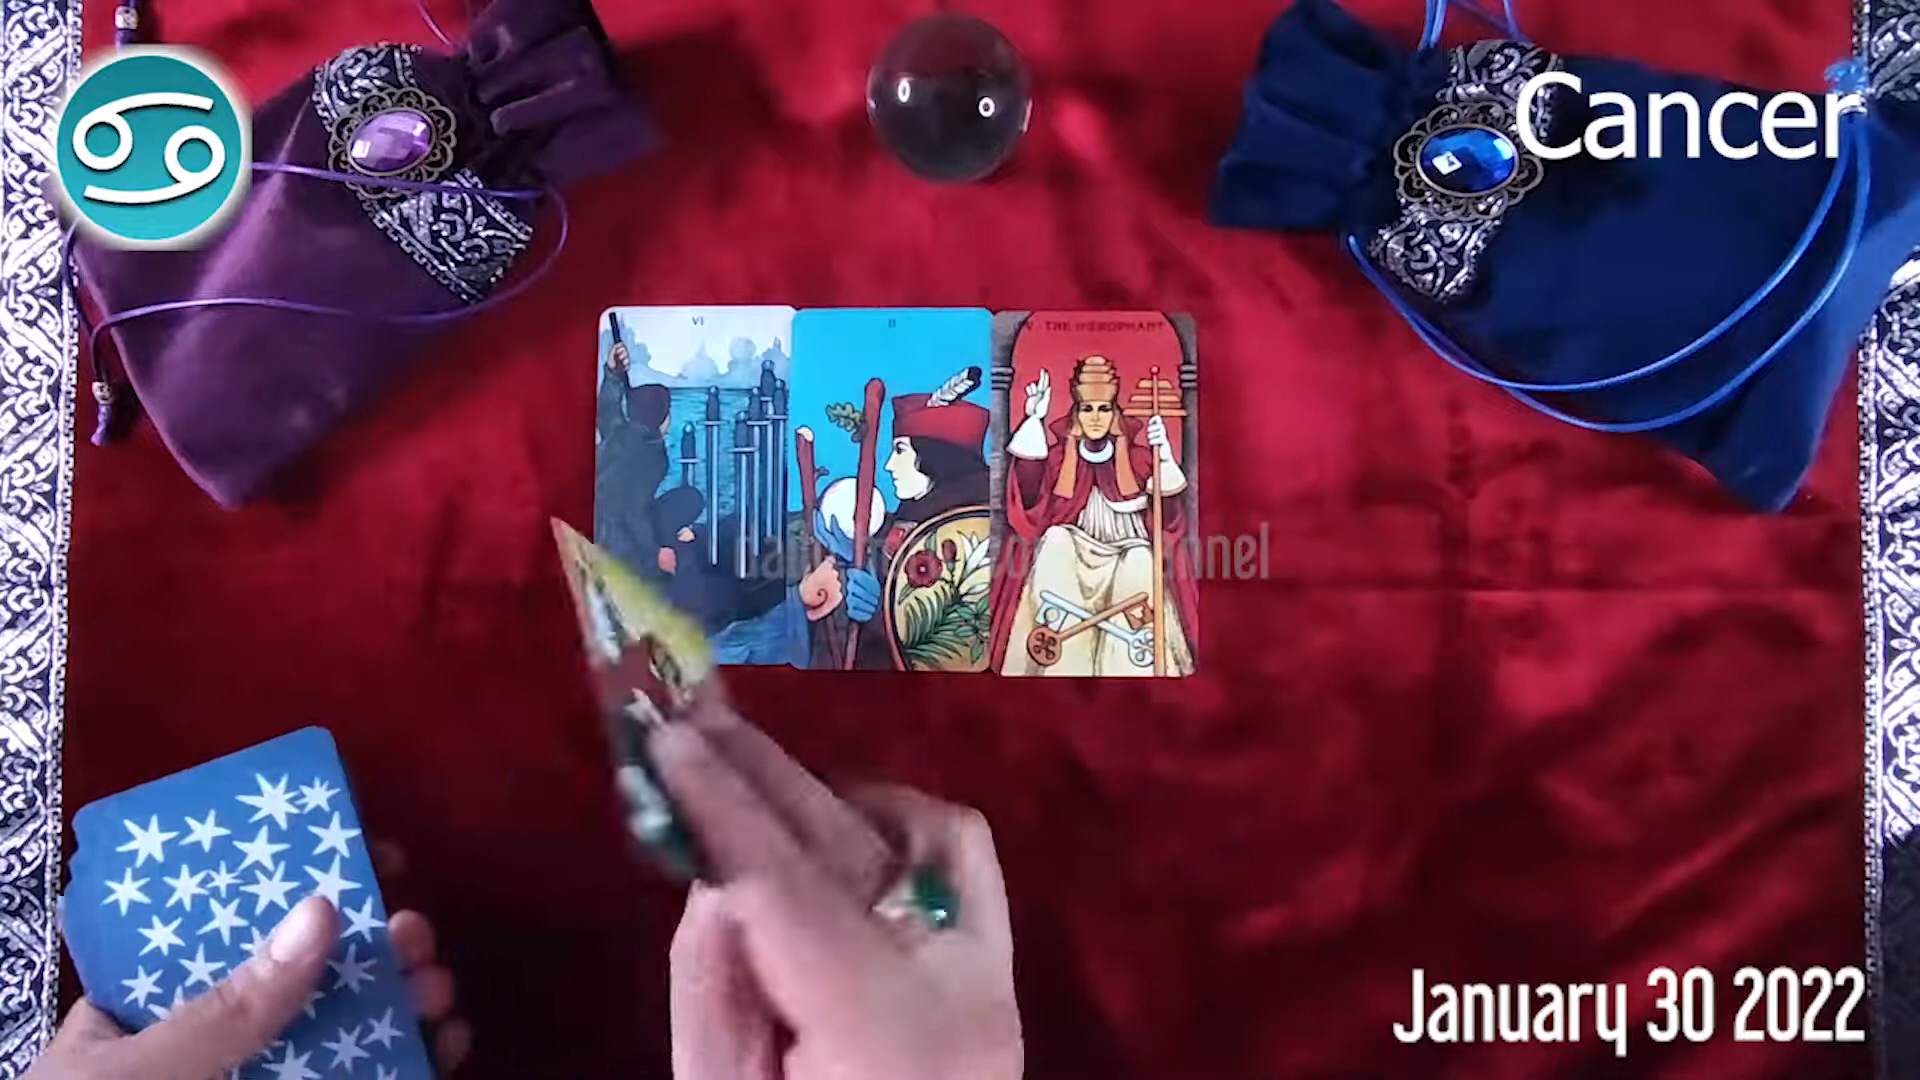 Cancer
VI
II
V THE HIEROPHANT
January 30 2022